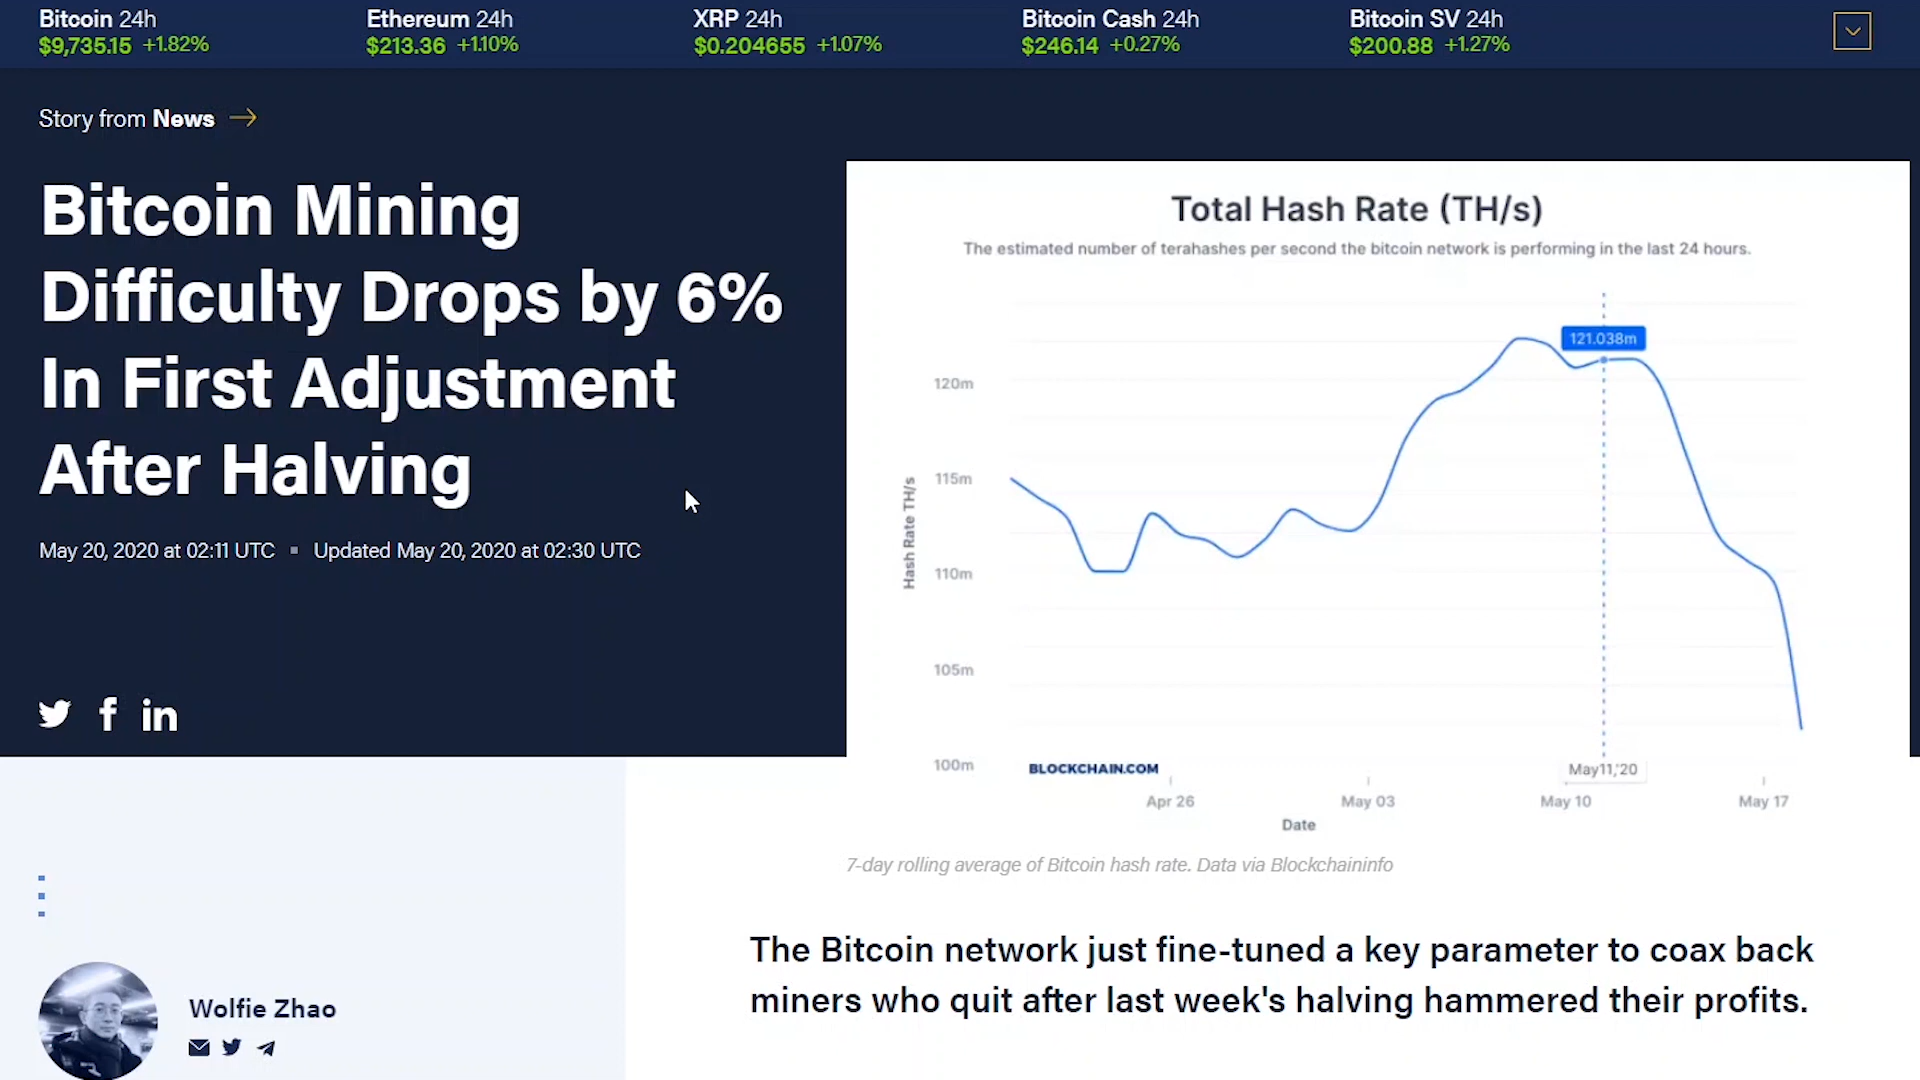 Bitcoin 24h
$9,735.15 +1.82%
Ethereum 24h
$213.36 +1.10%
XRP 24h
$0.204655 +1.07%
Bitcoin Cash 24h
$246.14 +0.27%
Bitcoin SV 24h
$200.88 +1.27%
Story from News
Bitcoin Mining
Difficulty Drops by 6%
In First Adjustment
After Halving
May 20, 2020 at 02:11 UTC ▪ Updated May 20, 2020 at 02:30 UTC
Total Hash Rate (TH/s)
The estimated number of terahashes per second the bitcoin network is performing in the last 24 hours.
121.038m
120m
115m
110m
105m
100m
Hash Rate TH/s
BLOCKCHAIN.COM
May11,'20
Apr 26
May 03
May 10
May 17
Date
7-day rolling average of Bitcoin hash rate. Data via Blockchaininfo
The Bitcoin network just fine-tuned a key parameter to coax back
miners who quit after last week's halving hammered their profits.
Wolfie Zhao